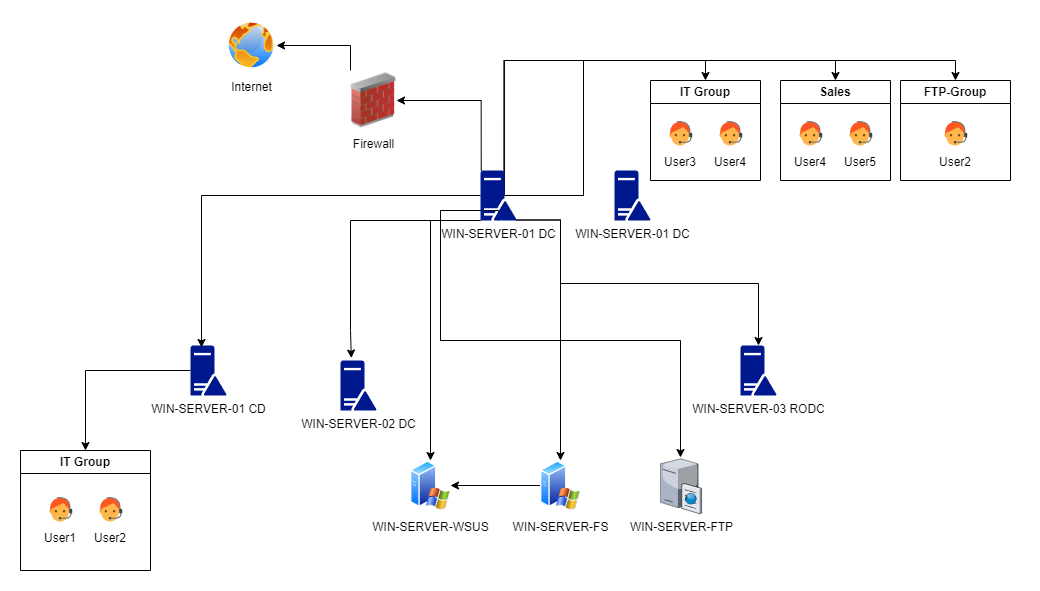 Internet
Firewall
IT Group
User3
User4
Sales
User4
User5
FTP-Group
User2
WIN-SERVER-01 DC
WIN-SERVER-01 DC
WIN-SERVER-01 CD
WIN-SERVER-02 DC
WIN-SERVER-03 RODC
IT Group
User1
User2
WIN-SERVER-WSUS
WIN-SERVER-FS
WIN-SERVER-FTP